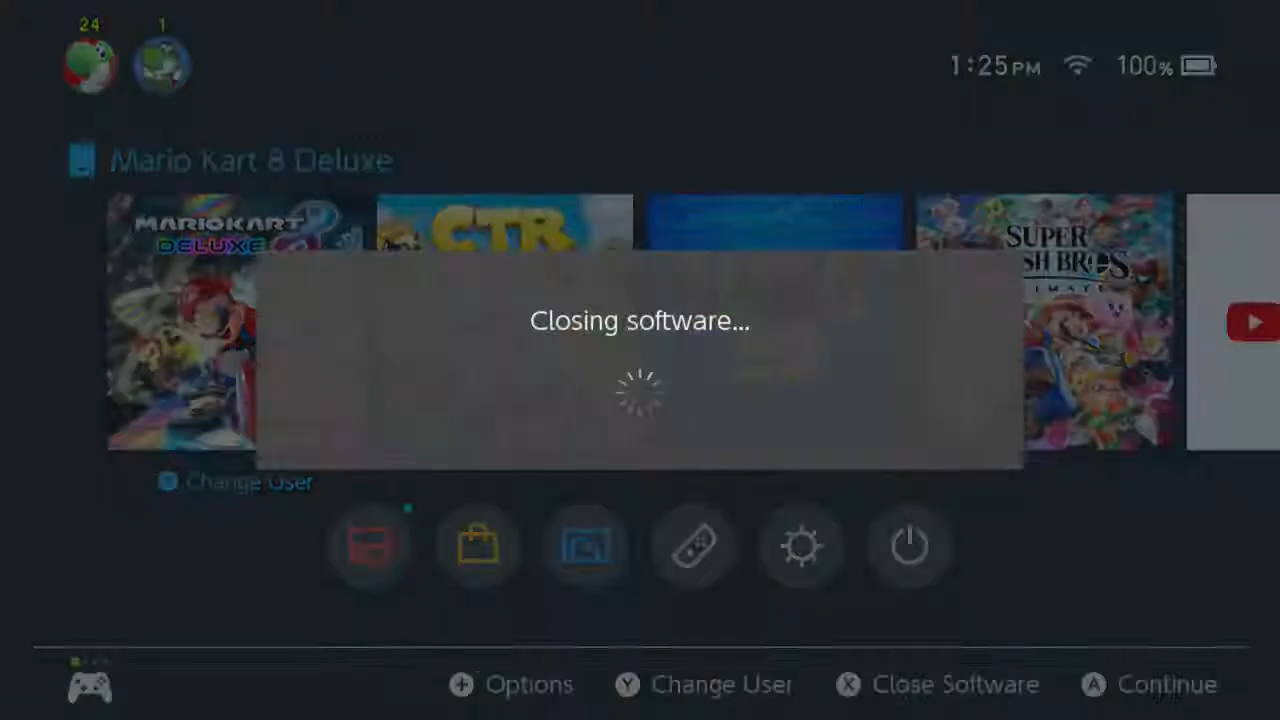 24 1
1:25PM 100%
Mario Kart 8 Deluxe
MARIOKART 8
DELUXE
CTR
SUPER
SH BROS.
Closing software...
Change User
+ Options Y Change User X Close Software A Continue